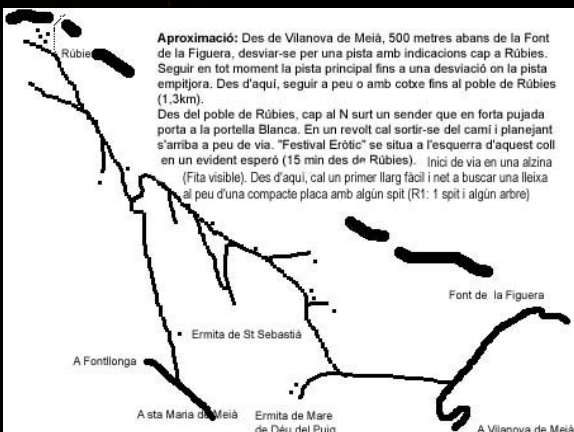 Aproximació: Des de Vilanova de Meià, 500 metres abans de la Font
de la Figuera, desviar-se per una pista amb indicacions cap a Rúbies.
Seguir en tot moment la pista principal fins a una desviació on la pista
empitjora. Des d'aquí, seguir a peu o amb cotxe fins al poble de Rúbies
(1,3km).
Des del poble de Rúbies, cap al N surt un sender que en forta pujada
porta a la portella Blanca. En un revolt cal sortir-se del camí i planejant
s'arriba a peu de via. "Festival Eròtic" se situa a l'esquerra d'aquest coll
en un evident esperó (15 min des de Rúbies). Inici de via en una alzina
(Fita visible). Des d'aquí, cal un primer llarg fàcil i net a buscar una lleixa
al peu d'una compacte placa amb algún spit (R1: 1 spit i algún arbre)
Rúbies
Font de la Figuera
Ermita de St Sebastià
A Fontllonga
A sta Maria de Meià
Ermita de Mare
de Déu del Puig
A Vilanova de Meià